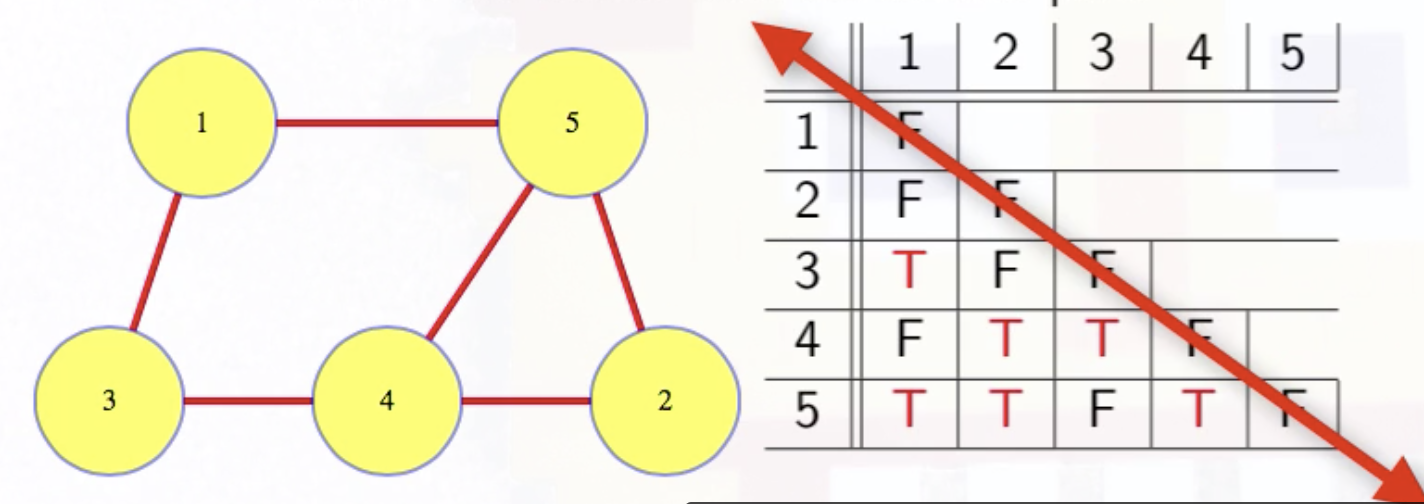 1 5
3 4 2
1 2 3 4 5
1 F
2 F F
3 T F F
4 F T T F
5 T T F T F